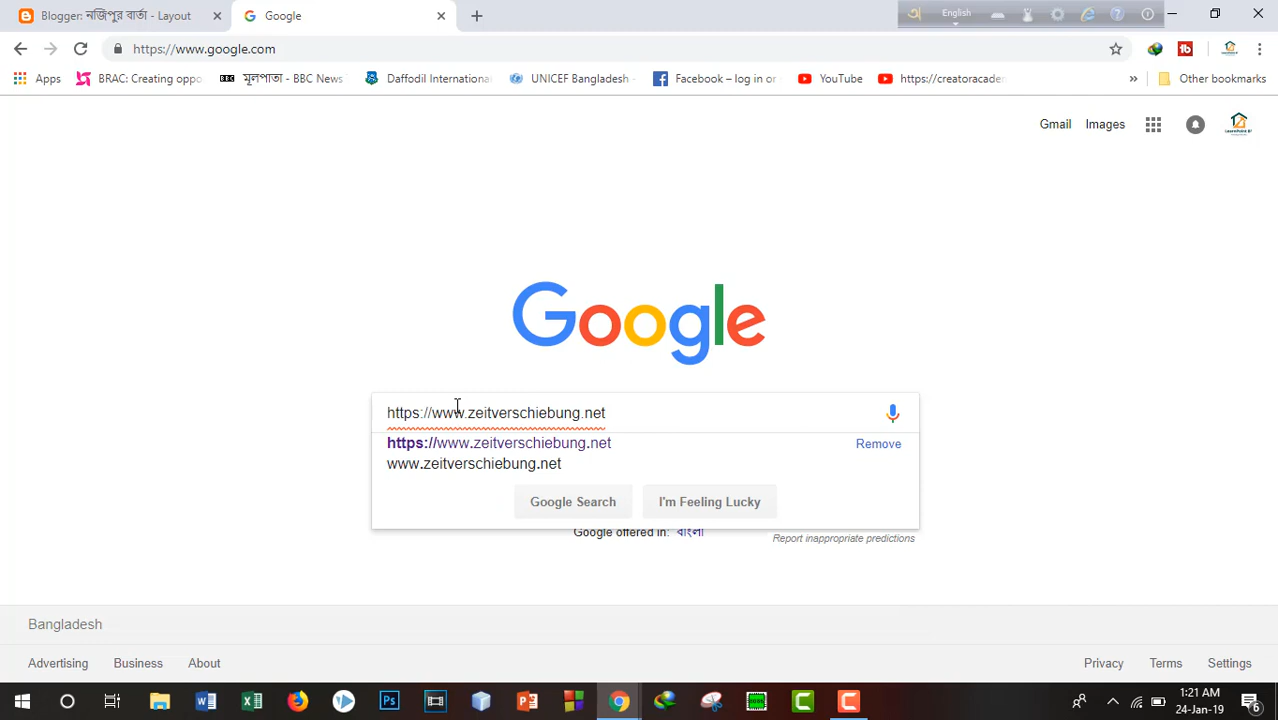 Blogger: নজিপুর বার্তা - Layout
Google
English
https://www.google.com
Apps
BRAC: Creating oppo
BBC মূলপাতা - BBC News
Daffodil International
UNICEF Bangladesh -
Facebook – log in or
YouTube
https://creatoracade
»
Other bookmarks
Gmail
Images
Google
https://www.zeitverschiebung.net
https://www.zeitverschiebung.net
Remove
www.zeitverschiebung.net
Google Search
I'm Feeling Lucky
Google offered in: বাংলা
Report inappropriate predictions
Bangladesh
Advertising
Business
About
Privacy
Terms
Settings
1:21 AM
24-Jan-19
6